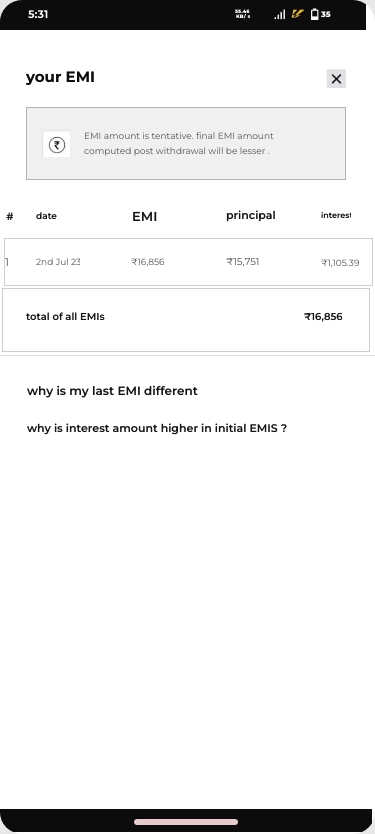 5:31
55.46
KB/s
35
your EMI
EMI amount is tentative. final EMI amount
computed post withdrawal will be lesser .
# date EMI principal interest
1 2nd Jul 23 ₹16,856 ₹15,751 ₹1,105.39
total of all EMIs ₹16,856
why is my last EMI different
why is interest amount higher in initial EMIS ?